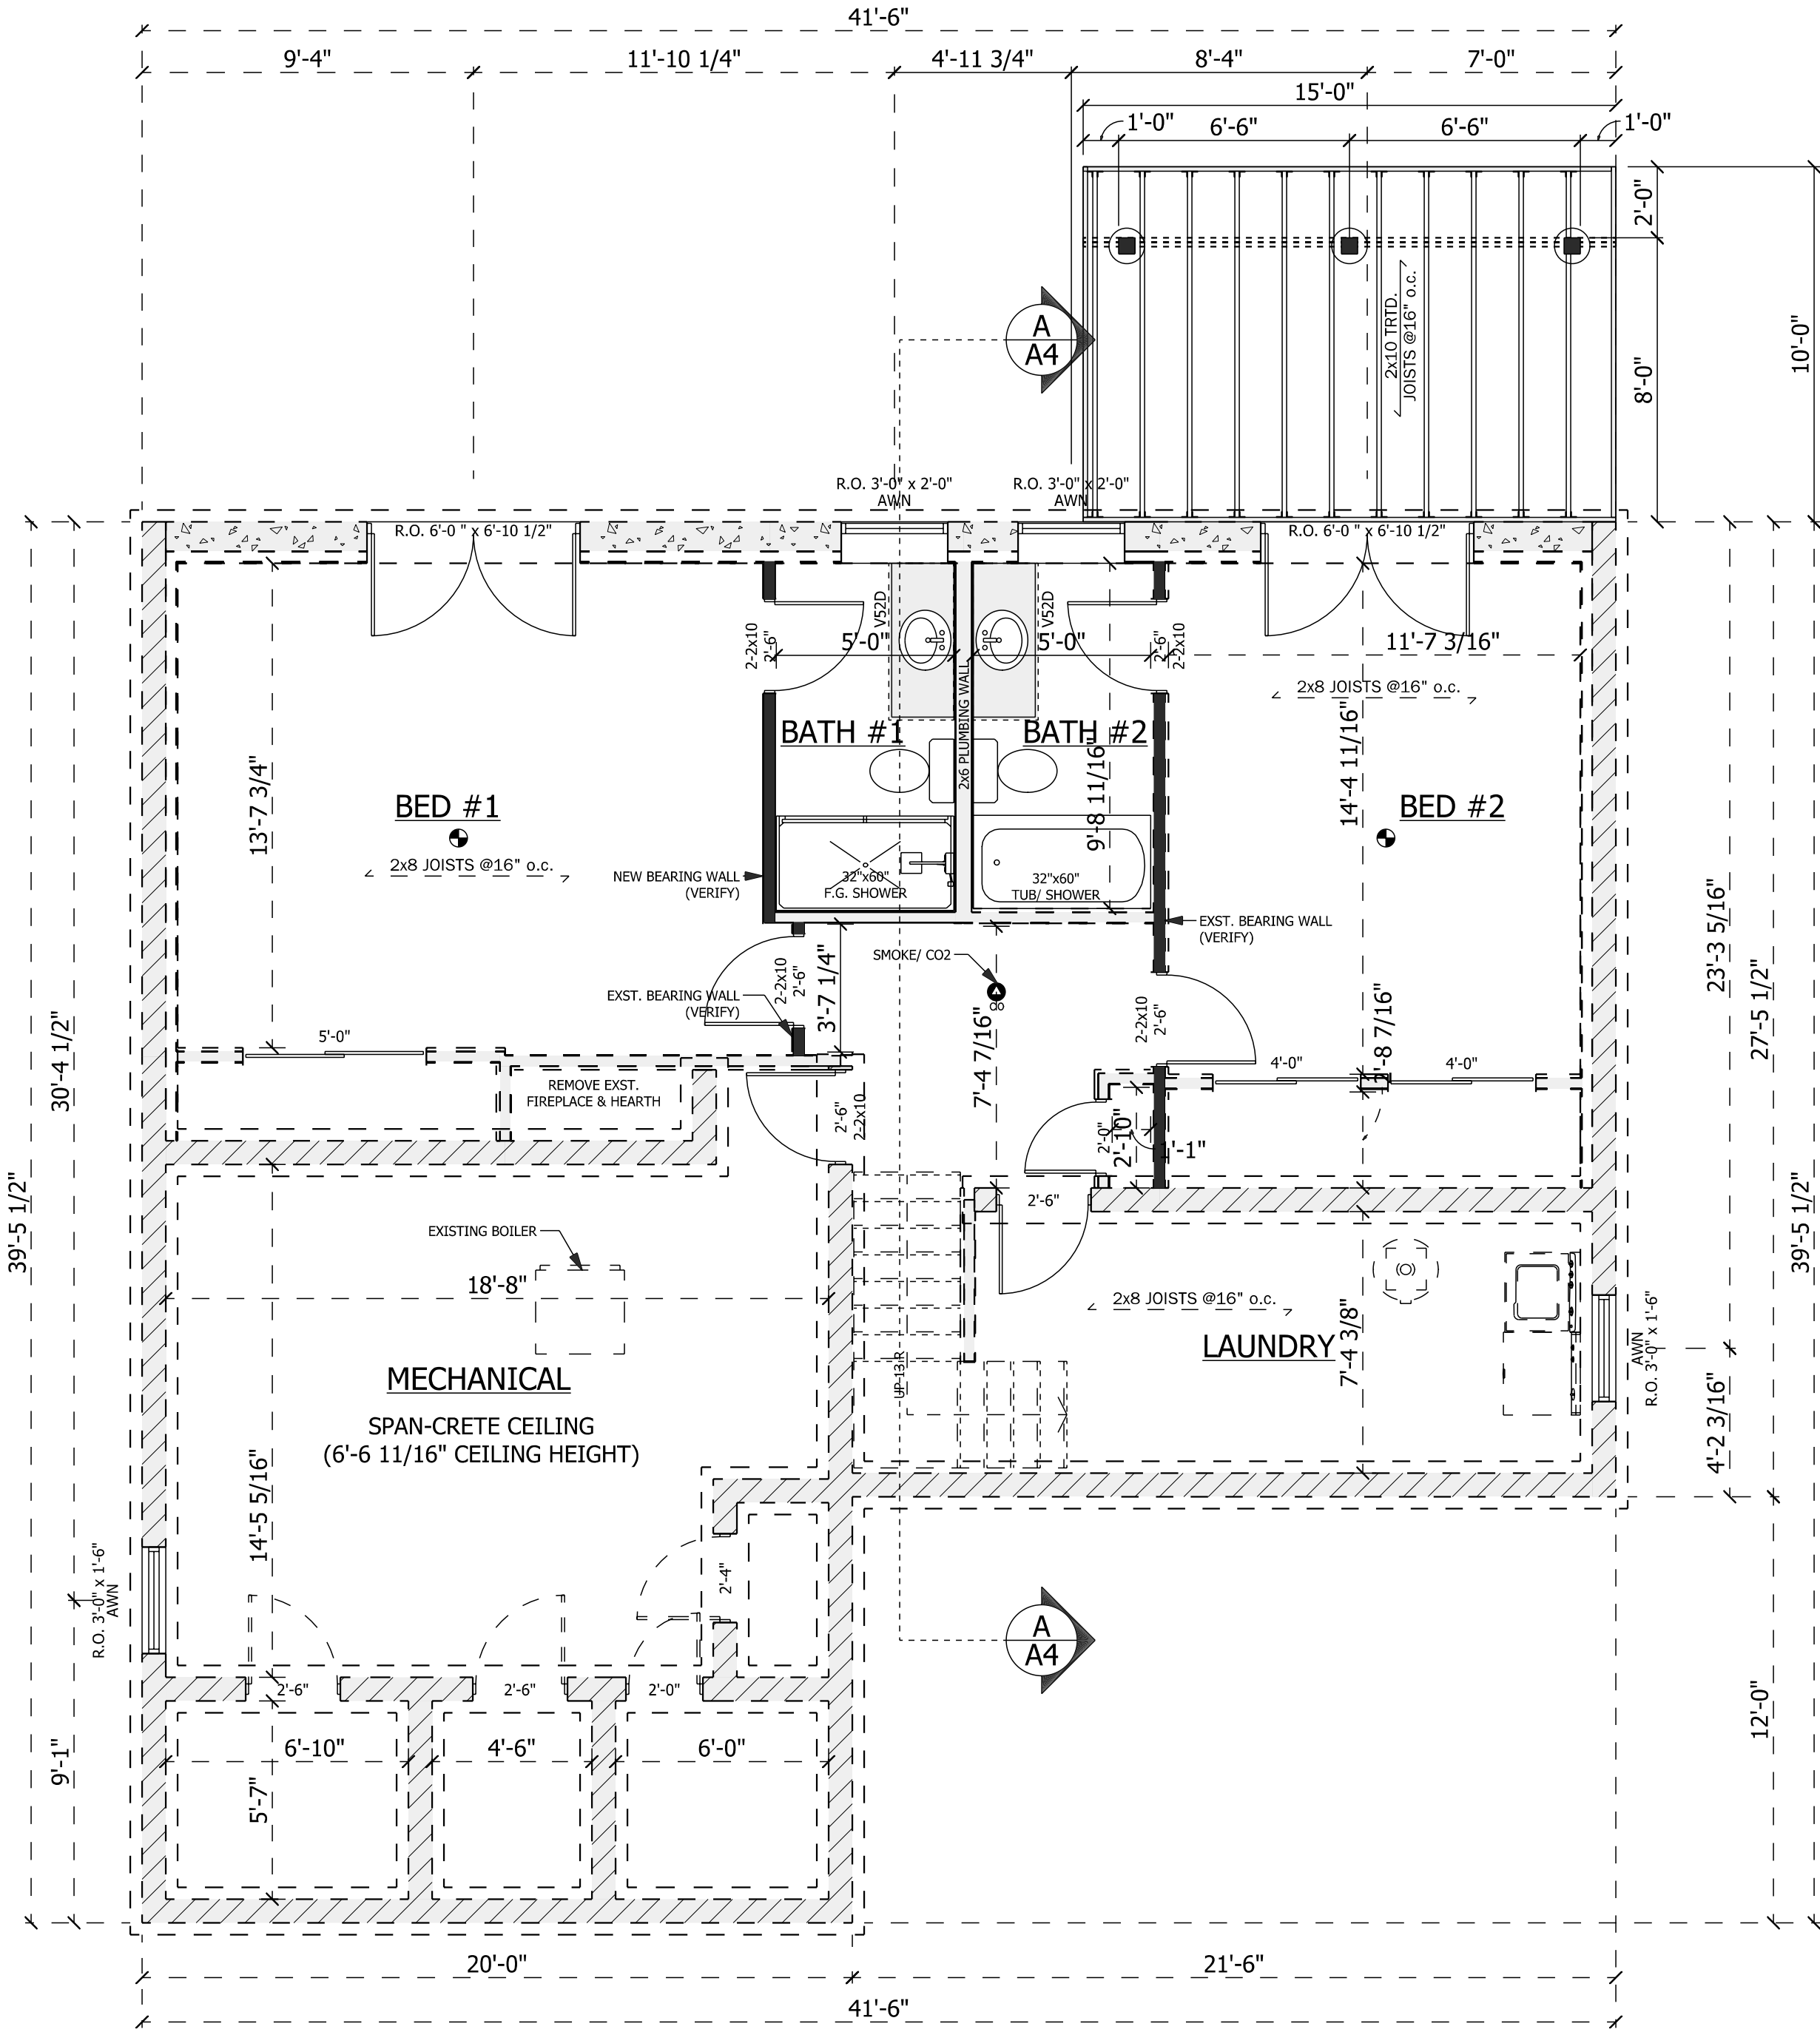 41'-6"
9'-4"
11'-10 1/4"
4'-11 3/4"
8'-4"
7'-0"
15'-0"
1'-0"
6'-6"
6'-6"
1'-0"
2'-0"
8'-0"
10'-0"
2x10 TRTD.
JOISTS @16" o.c.
A
A4
R.O. 3'-0" x 2'-0"
AWN
R.O. 3'-0" x 2'-0"
AWN
R.O. 6'-0 " x 6'-10 1/2"
R.O. 6'-0 " x 6'-10 1/2"
V52D
V52D
2-2x10
2'-6"
5'-0"
5'-0"
2'-6"
2-2x10
11'-7 3/16"
2x8 JOISTS @16" o.c.
BATH #1
2x6 PLUMBING WALL
BATH #2
9'-8 11/16"
14'-4 11/16"
13'-7 3/4"
BED #1
BED #2
2x8 JOISTS @16" o.c.
NEW BEARING WALL
(VERIFY)
32"x60"
F.G. SHOWER
32"x60"
TUB/ SHOWER
EXST. BEARING WALL
(VERIFY)
SMOKE/ CO2
2-2x10
2'-6"
3'-7 1/4"
EXST. BEARING WALL
(VERIFY)
7'-4 7/16"
2-2x10
2'-6"
23'-3 5/16"
27'-5 1/2"
30'-4 1/2"
39'-5 1/2"
39'-5 1/2"
5'-0"
4'-0"
4'-0"
REMOVE EXST.
FIREPLACE & HEARTH
2'-6"
2-2x10
2'-0"
2'-10"
1'-1"
2'-6"
EXISTING BOILER
18'-8"
2x8 JOISTS @16" o.c.
LAUNDRY
7'-4 3/8"
AWN
R.O. 3'-0" x 1'-6"
UP 13 R
MECHANICAL
SPAN-CRETE CEILING
(6'-6 11/16" CEILING HEIGHT)
4'-2 3/16"
14'-5 5/16"
R.O. 3'-0" x 1'-6"
AWN
2'-4"
A
A4
2'-6"
2'-6"
2'-0"
12'-0"
9'-1"
6'-10"
4'-6"
6'-0"
5'-7"
20'-0"
21'-6"
41'-6"